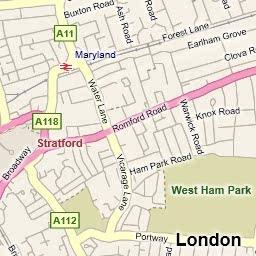 Buxton Road
Ash Road
A11
Forest Lane
Earlham Grove
Maryland
Clova R
Water Lane
A118
Romford Road
Warwick Road
Knox Road
Stratford
Broadway
Vicarage Lane
Ham Park Road
West Ham Park
A112
Portway
London